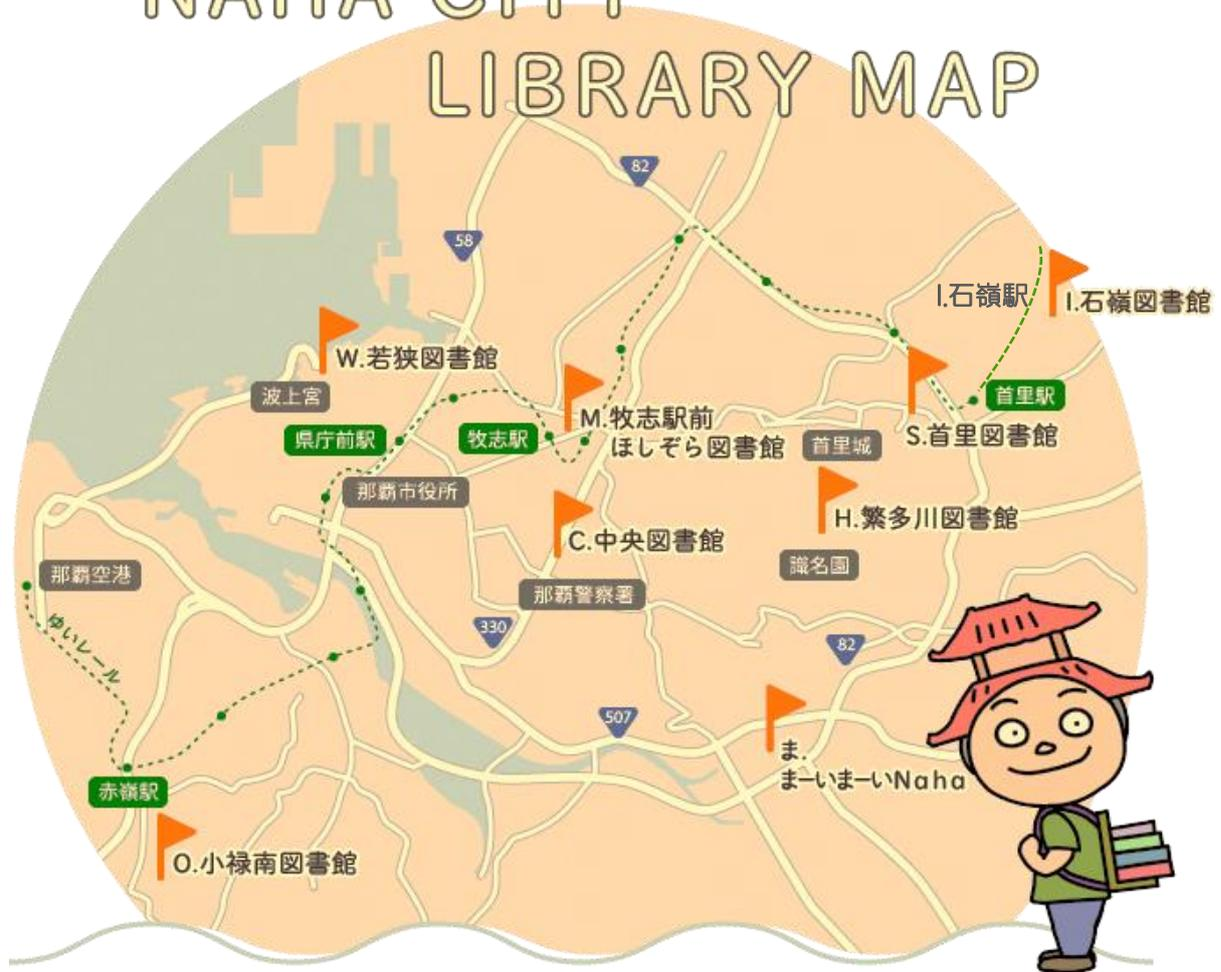 NAHA CITY
LIBRARY MAP
82
58
I.石嶺駅
I.石嶺図書館
W.若狭図書館
波上宮
首里駅
県庁前駅
牧志駅
M.牧志駅前
ほしぞら図書館
首里城
S.首里図書館
那覇市役所
H.繁多川図書館
C.中央図書館
識名園
那覇空港
那覇警察署
ゆいレール
330
82
507
ま.
まーいまーいNaha
赤嶺駅
O.小禄南図書館